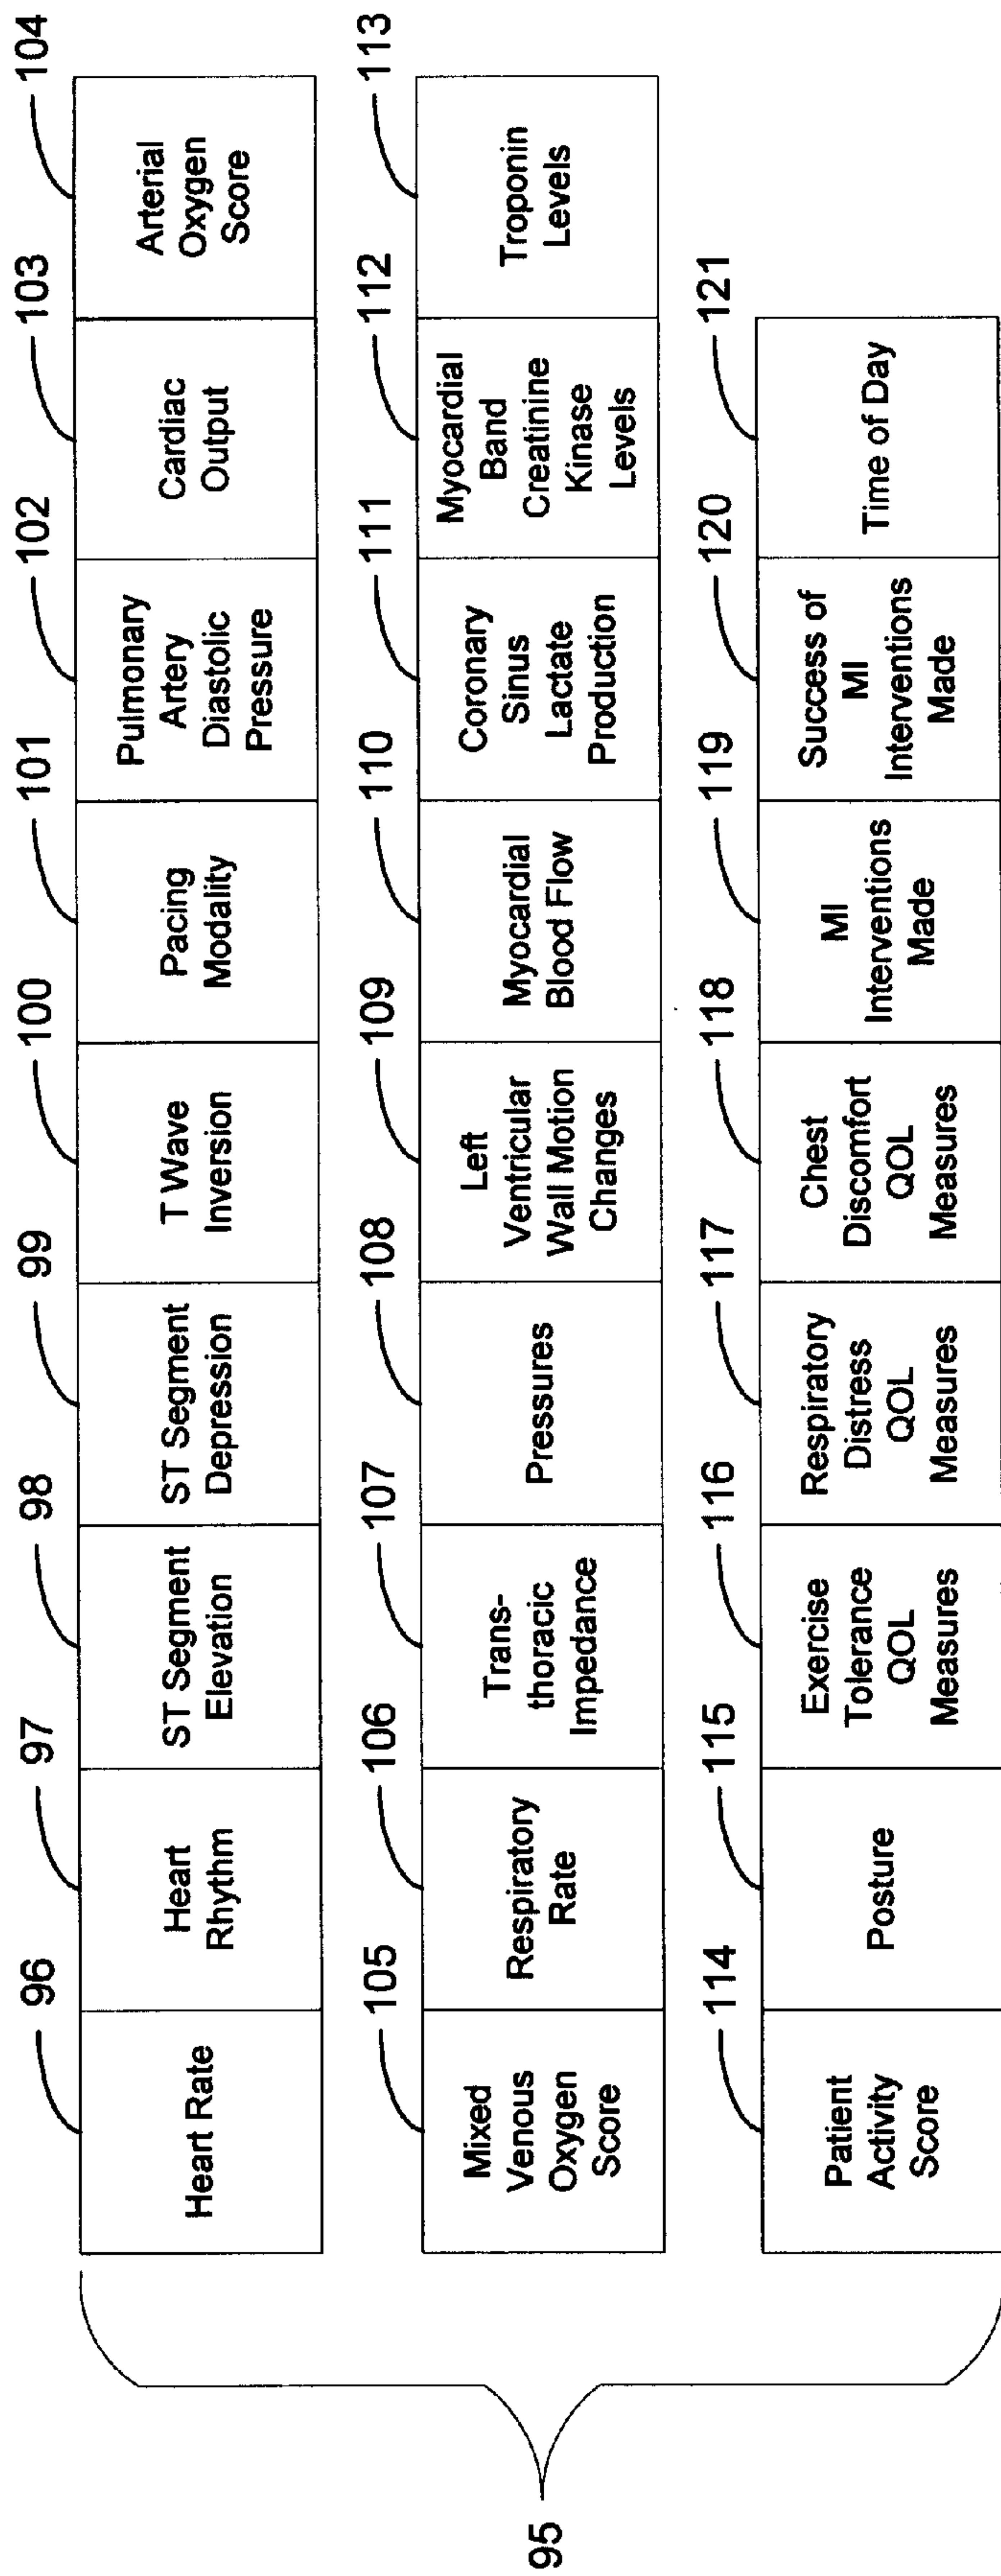 96
97
98
99
100
101
102
103
104
Heart Rate
Heart
Rhythm
ST Segment
Elevation
ST Segment
Depression
T Wave
Inversion
Pacing
Modality
Pulmonary
Artery
Diastolic
Pressure
Cardiac
Output
Arterial
Oxygen
Score
105
106
107
108
109
110
111
112
113
Mixed
Venous
Oxygen
Score
Respiratory
Rate
Trans-
thoracic
Impedance
Pressures
Left
Ventricular
Wall Motion
Changes
Myocardial
Blood Flow
Coronary
Sinus
Lactate
Production
Myocardial
Band
Creatinine
Kinase
Levels
Troponin
Levels
114
115
116
117
118
119
120
121
Patient
Activity
Score
Posture
Exercise
Tolerance
QOL
Measures
Respiratory
Distress
QOL
Measures
Chest
Discomfort
QOL
Measures
MI
Interventions
Made
Success of
MI
Interventions
Made
Time of Day
95